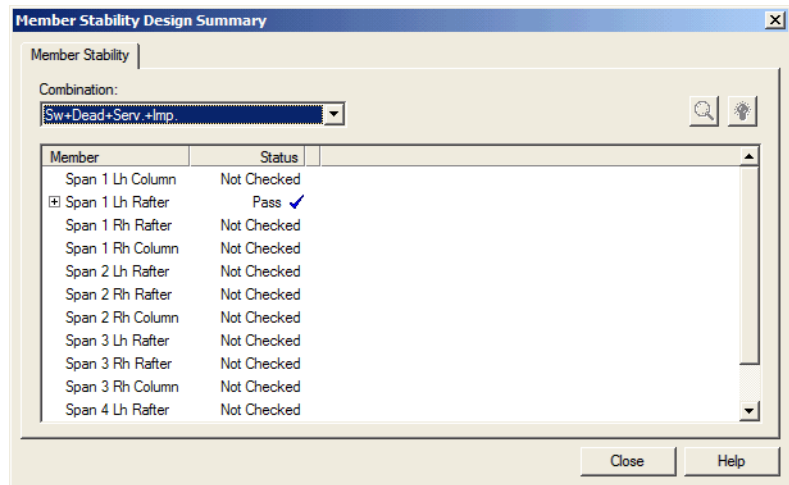 Member Stability Design Summary
Member Stability
Combination:
Sw+Dead+Serv.+Imp.
Member Status
Span 1 Lh Column Not Checked
Span 1 Lh Rafter Pass
Span 1 Rh Rafter Not Checked
Span 1 Rh Column Not Checked
Span 2 Lh Rafter Not Checked
Span 2 Rh Rafter Not Checked
Span 2 Rh Column Not Checked
Span 3 Lh Rafter Not Checked
Span 3 Rh Rafter Not Checked
Span 3 Rh Column Not Checked
Span 4 Lh Rafter Not Checked
Close Help